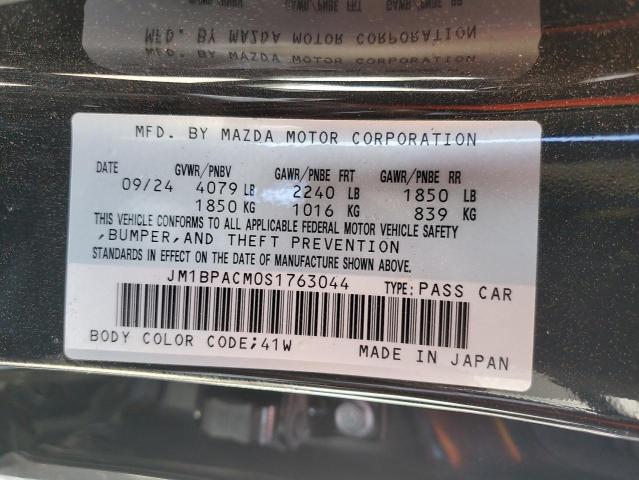 MFD. BY MAZDA MOTOR CORPORATION
DATE GVWR/PNBV GAWR/PNBE FRT GAWR/PNBE RR
09/24 4079 LB 2240 LB 1850 LB
1850 KG 1016 KG 839 KG
THIS VEHICLE CONFORMS TO ALL APPLICABLE FEDERAL MOTOR VEHICLE SAFETY
,BUMPER,AND THEFT PREVENTION
STANDARDS IN EFFECT ON THE DATE OF MANUFACTURE SHOWN ABOVE.
JM1BPACM0S1763044 TYPE:PASS CAR
BODY COLOR CODE;41W MADE IN JAPAN